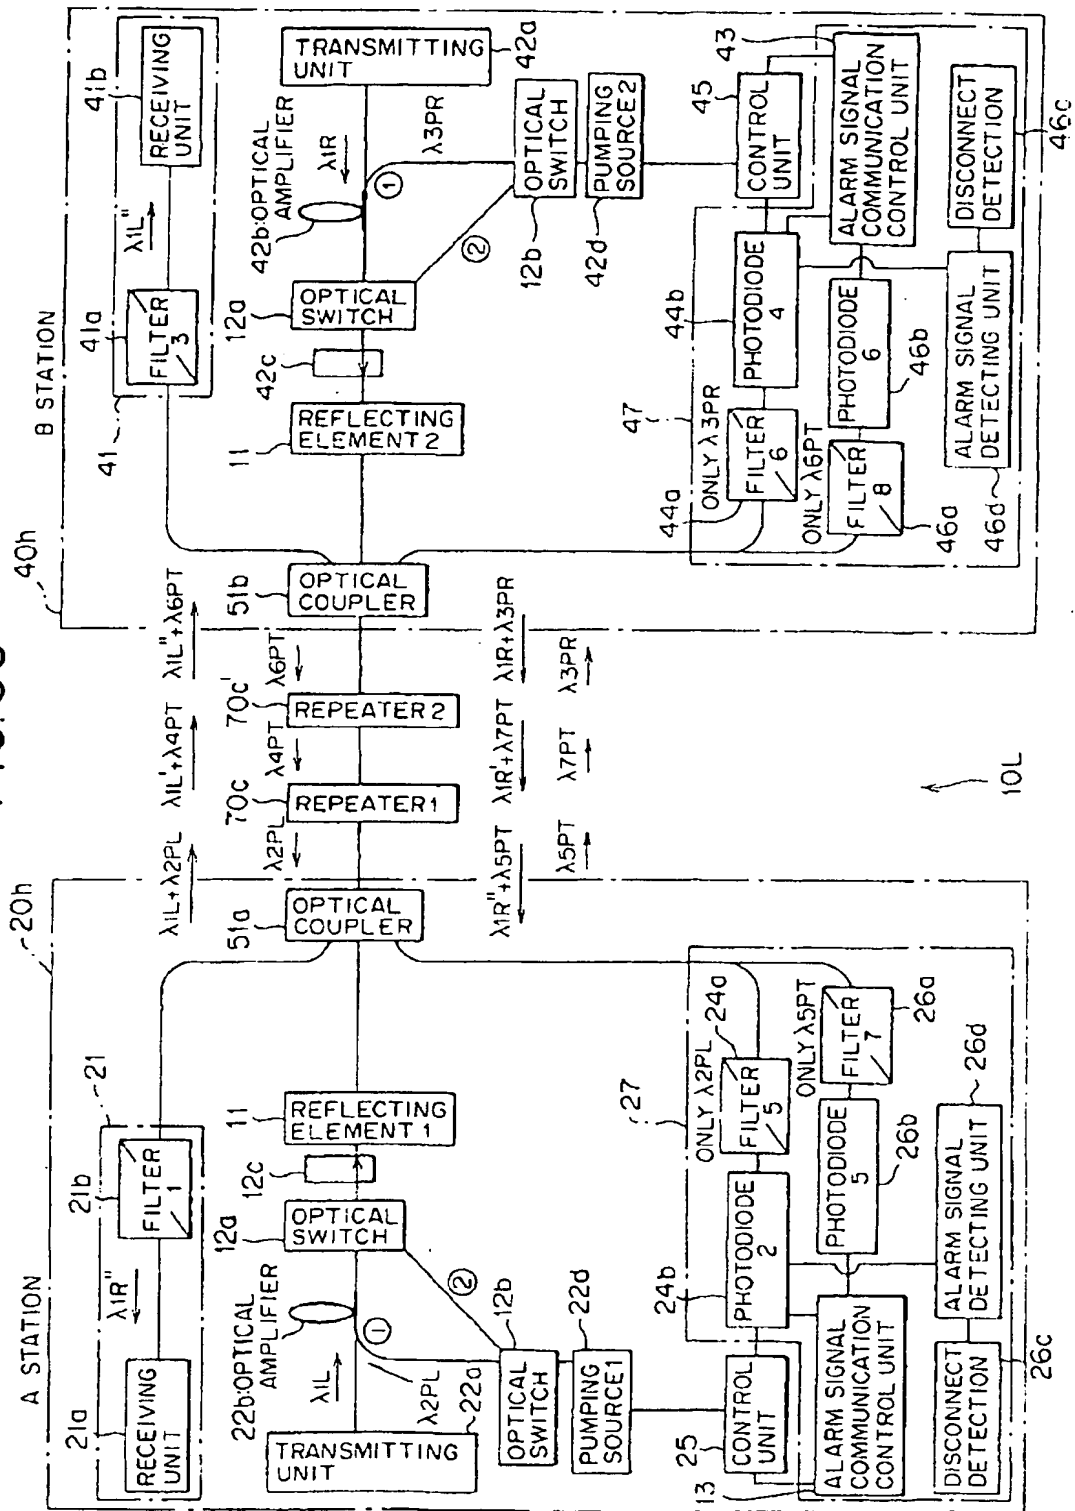 20h
40h
A STATION
B STATION
21
21a
RECEIVING
UNIT
λ1R"
21b
FILTER
1
41
41a
FILTER
3
λ1L"
41b
RECEIVING
UNIT
22b:OPTICAL
AMPLIFIER
λ1L
TRANSMITTING
UNIT
22a
λ2PL
①
②
12a
OPTICAL
SWITCH
12c
11
REFLECTING
ELEMENT 1
12b
OPTICAL
SWITCH
22d
PUMPING
SOURCE1
51a
OPTICAL
COUPLER
λ1L+λ2PL
λ1L'+λ4PT
λ1L"+λ6PT
λ2PL
λ4PT
λ6PT
70c
REPEATER1
70c'
REPEATER2
λ1R"+λ5PT
λ1R'+λ7PT
λ1R+λ3PR
λ5PT
λ7PT
λ3PR
10L
51b
OPTICAL
COUPLER
11
REFLECTING
ELEMENT2
42c
12a
OPTICAL
SWITCH
42b:OPTICAL
AMPLIFIER
λ1R
TRANSMITTING
UNIT
42a
λ3PR
①
②
OPTICAL
SWITCH
12b
PUMPING
SOURCE2
42d
25
CONTROL
UNIT
24b
PHOTODIODE
2
ONLY λ2PL
24a
FILTER
5
27
13
ALARM SIGNAL
COMMUNICATION
CONTROL UNIT
PHOTODIODE
5
26b
ONLY λ5PT
FILTER
7
26a
DISCONNECT
DETECTION
26c
ALARM SIGNAL
DETECTING UNIT
26d
47
44a
ONLY λ3PR
FILTER
6
44b
PHOTODIODE
4
45
CONTROL
UNIT
43
ALARM SIGNAL
COMMUNICATION
CONTROL UNIT
ONLY λ6PT
FILTER
8
46a
PHOTODIODE
6
46b
ALARM SIGNAL
DETECTING UNIT
46d
DISCONNECT
DETECTION
46c